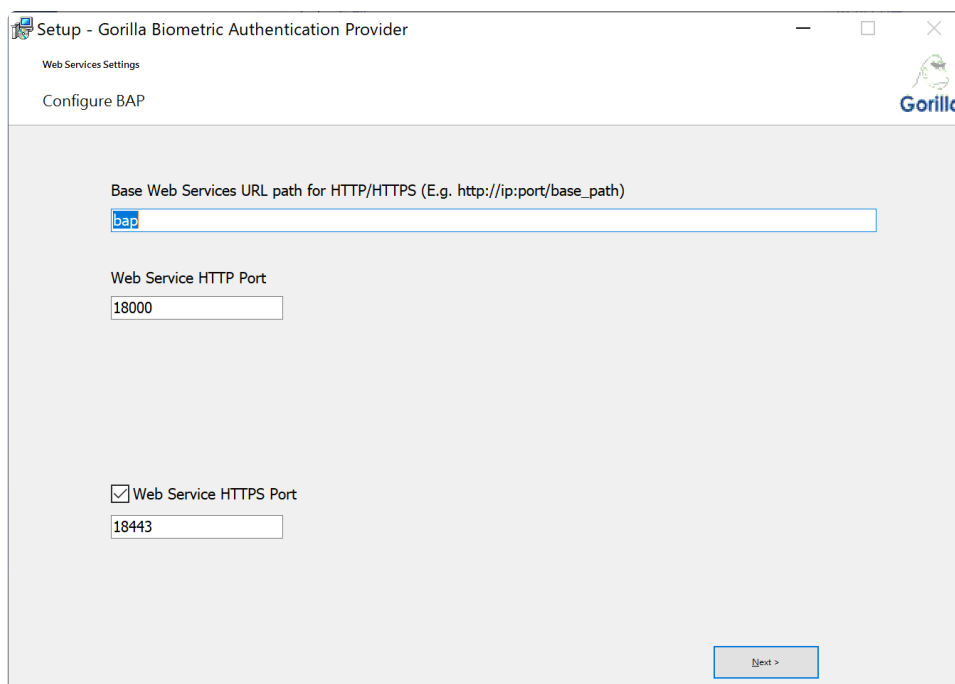 Setup - Gorilla Biometric Authentication Provider
Web Services Settings
Configure BAP
Base Web Services URL path for HTTP/HTTPS (E.g. http://ip:port/base_path)
bap
Web Service HTTP Port
18000
Web Service HTTPS Port
18443
Next >